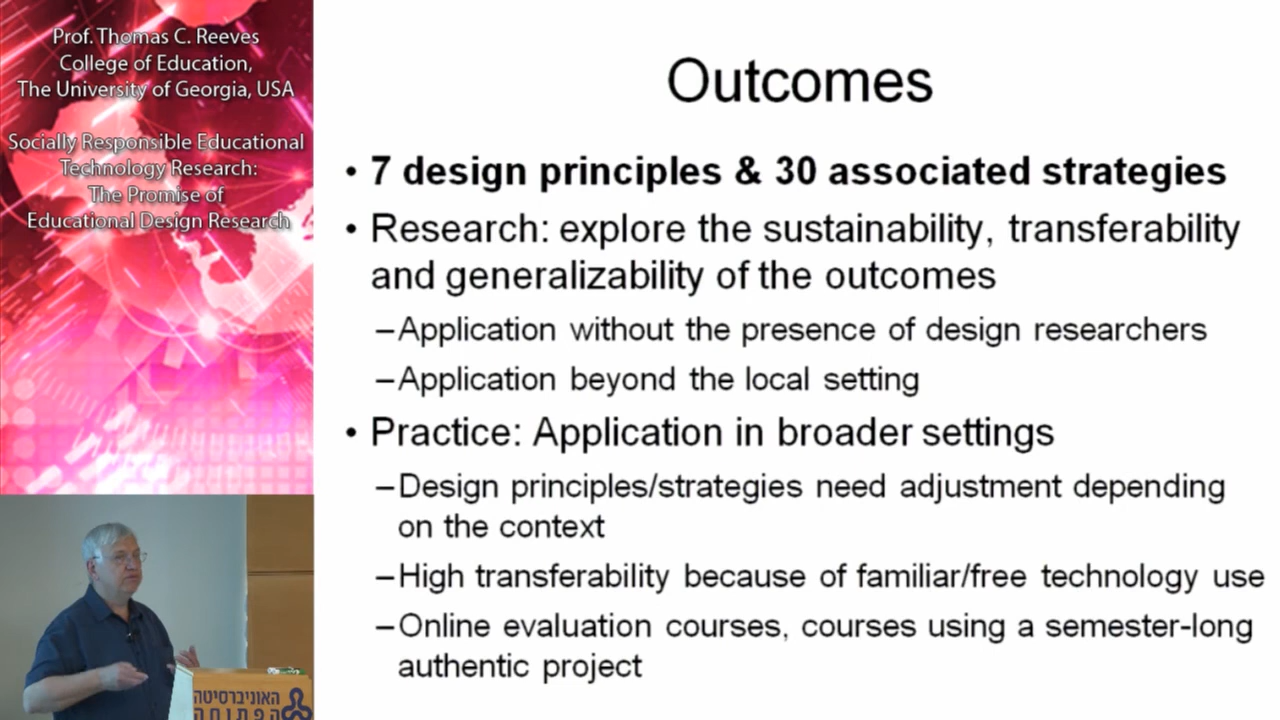 Prof. Thomas C. Reeves
College of Education,
The University of Georgia, USA
Socially Responsible Educational
Technology Research:
The Promise of
Educational Design Research
Outcomes
• 7 design principles & 30 associated strategies
• Research: explore the sustainability, transferability
and generalizability of the outcomes
–Application without the presence of design researchers
–Application beyond the local setting
• Practice: Application in broader settings
–Design principles/strategies need adjustment depending
on the context
–High transferability because of familiar/free technology use
–Online evaluation courses, courses using a semester-long
authentic project
האוניברסיטה
הפתוחה